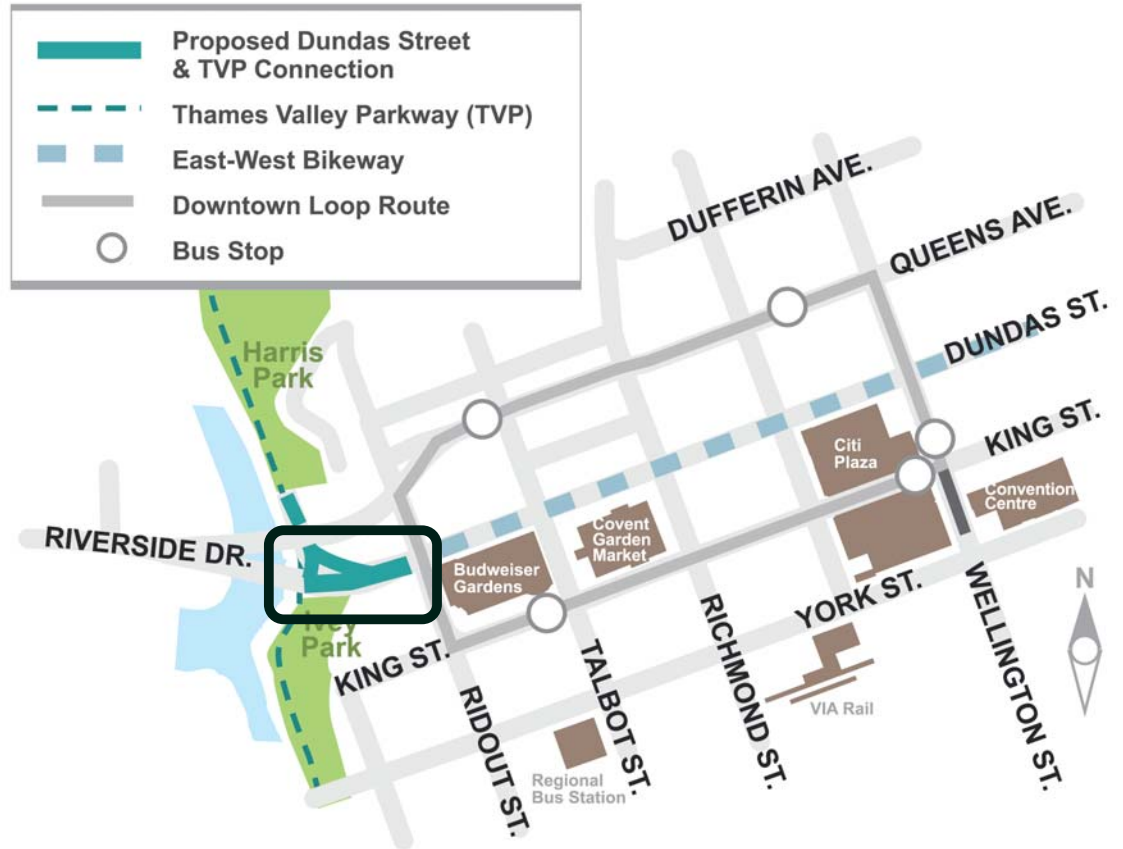 Proposed Dundas Street
& TVP Connection
Thames Valley Parkway (TVP)
East-West Bikeway
Downtown Loop Route
Bus Stop
DUFFERIN AVE.
QUEENS AVE.
DUNDAS ST.
Harris
Park
KING ST.
Citi
Plaza
Convention
Centre
RIVERSIDE DR.
Covent
Garden
Market
Budweiser
Gardens
Ivey
Park
KING ST.
RIDOUT ST.
TALBOT ST.
RICHMOND ST.
YORK ST.
WELLINGTON ST.
N
VIA Rail
Regional
Bus Station